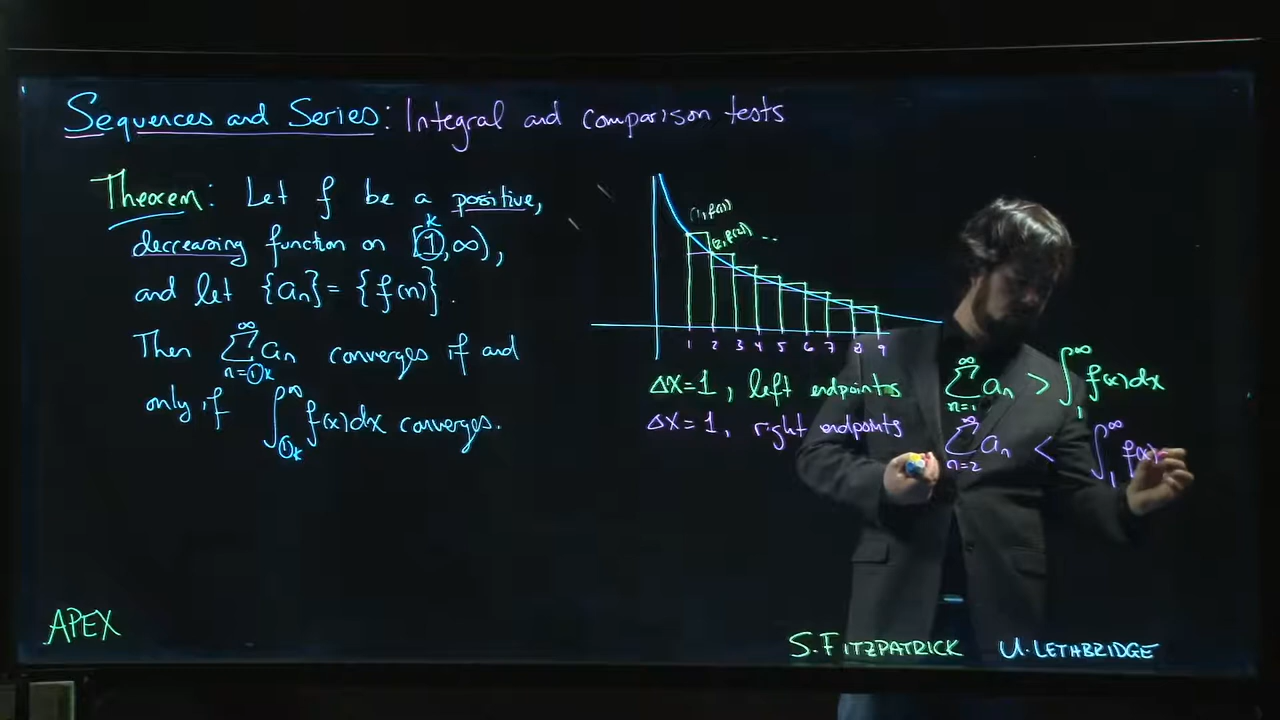 Sequences and Series: Integral and comparison tests
Theorem: Let f be a positive,
k
decreasing function on [1,∞),
and let {aₙ} = {f(n)}.
Then ∑_{n=1 k}^{∞} aₙ converges if and
only if ∫_{1 k}^{∞} f(x)dx converges.
(1, f(1))
(2, f(2)) ...
1 2 3 4 5 6 7 8 9
Δx=1, left endpoints ∑_{n=1}^{∞} aₙ > ∫_{1}^{∞} f(x)dx
Δx=1, right endpoints ∑_{n=2}^{∞} aₙ < ∫_{1}^{∞} f(x)
APEX
S. FITZPATRICK U. LETHBRIDGE